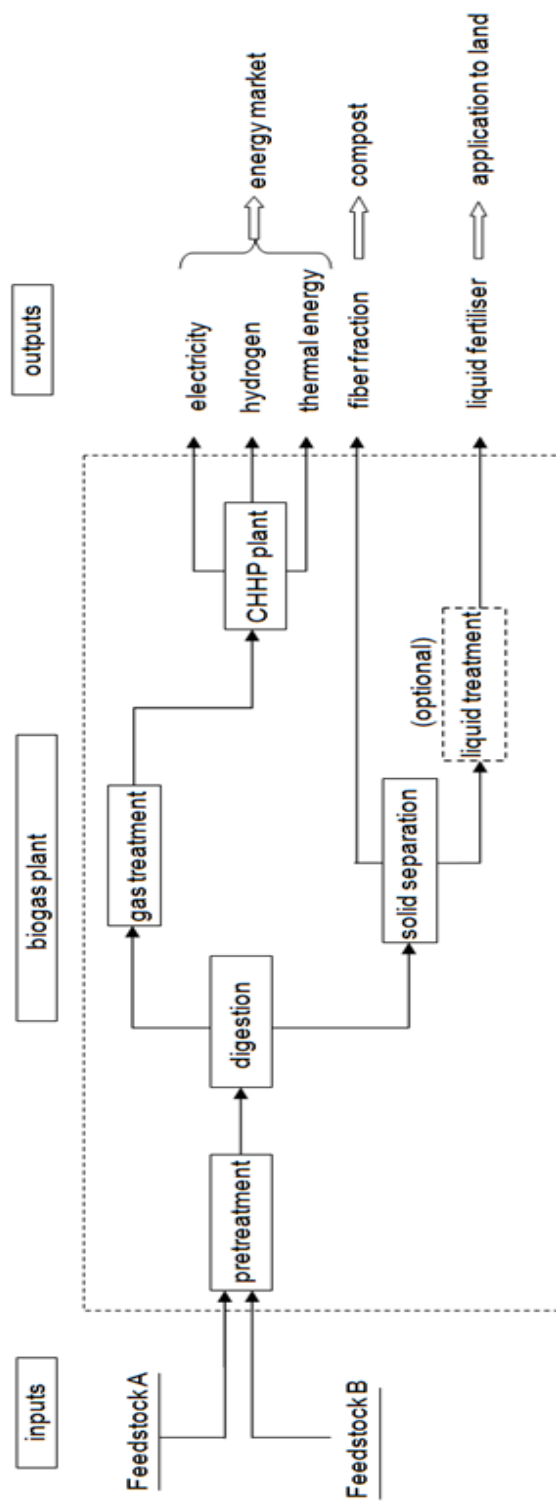 inputs
biogas plant
outputs
Feedstock A
Feedstock B
pretreatment
digestion
gas treatment
solid separation
(optional)
liquid treatment
CHHP plant
electricity
hydrogen
thermal energy
fiber fraction
liquid fertiliser
energy market
compost
application to land